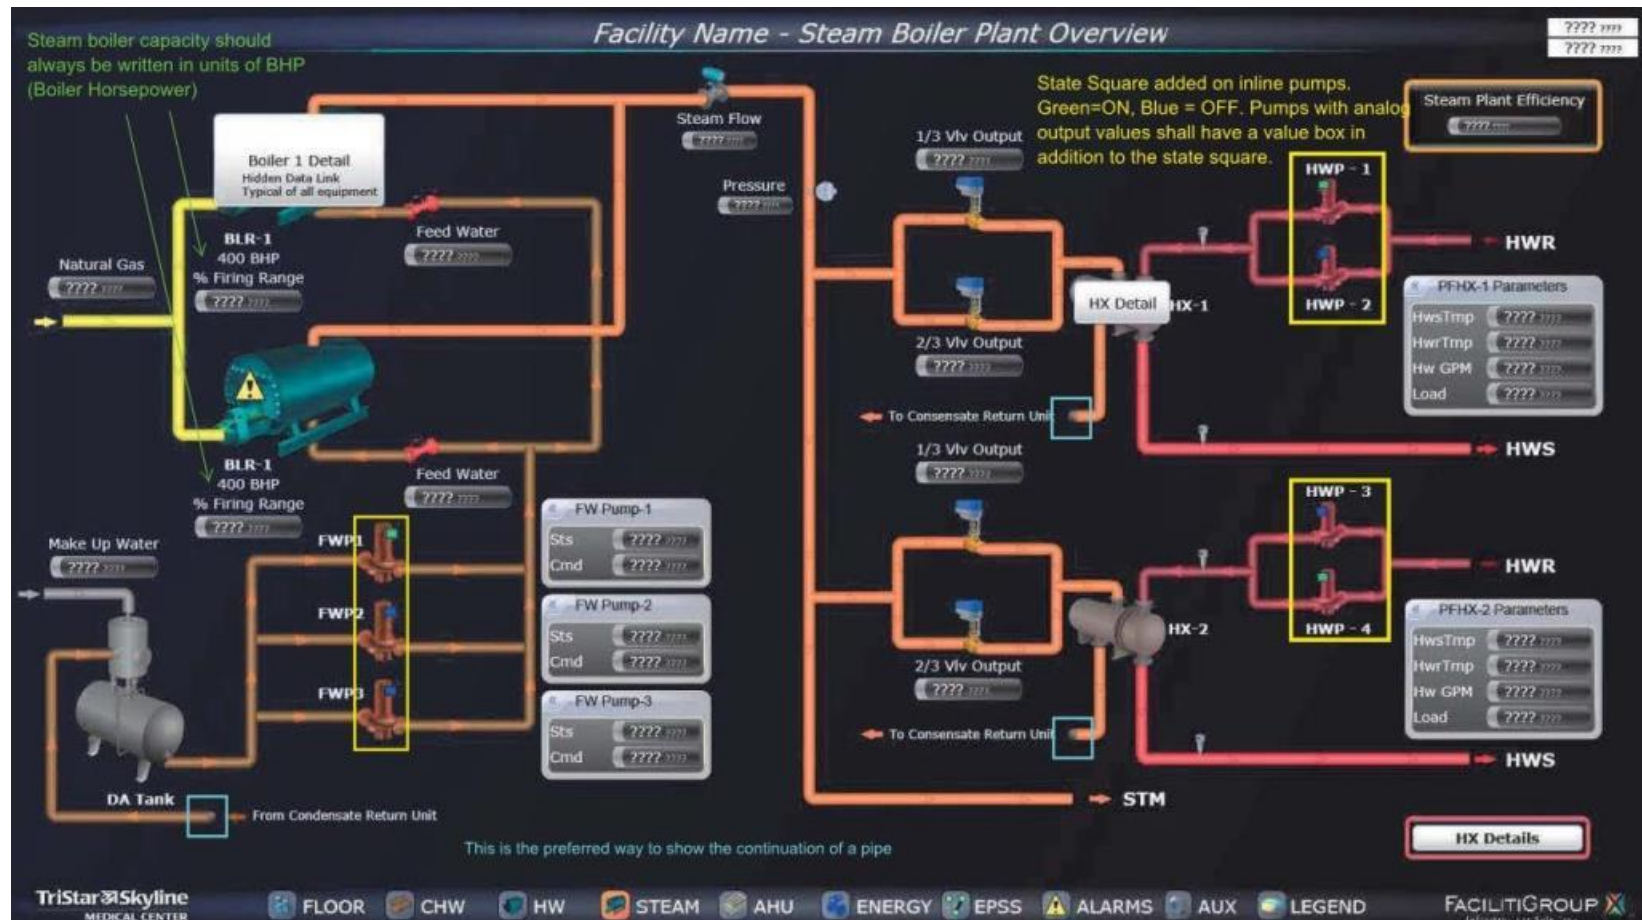 Facility Name - Steam Boiler Plant Overview
???? ????
???? ????
Steam boiler capacity should
always be written in units of BHP
(Boiler Horsepower)
State Square added on inline pumps.
Green=ON, Blue = OFF. Pumps with analog
output values shall have a value box in
addition to the state square.
Steam Plant Efficiency
???? ????
Steam Flow
???? ????
Pressure
???? ????
Boiler 1 Detail
Hidden Data Link
Typical of all equipment
BLR-1
400 BHP
% Firing Range
???? ????
Natural Gas
???? ????
Feed Water
???? ????
BLR-1
400 BHP
% Firing Range
???? ????
Feed Water
???? ????
Make Up Water
???? ????
FWP1
FWP2
FWP3
FW Pump-1
Sts ???? ????
Cmd ???? ????
FW Pump-2
Sts ???? ????
Cmd ???? ????
FW Pump-3
Sts ???? ????
Cmd ???? ????
DA Tank
From Condensate Return Unit
1/3 Vlv Output
???? ????
2/3 Vlv Output
???? ????
HX Detail
HX-1
To Consensate Return Unit
HWP - 1
HWP - 2
HWR
PFHX-1 Parameters
HwsTmp ???? ????
HwrTmp ???? ????
Hw GPM ???? ????
Load ???? ????
HWS
1/3 Vlv Output
???? ????
2/3 Vlv Output
???? ????
HX-2
To Consensate Return Unit
HWP - 3
HWP - 4
HWR
PFHX-2 Parameters
HwsTmp ???? ????
HwrTmp ???? ????
Hw GPM ???? ????
Load ???? ????
HWS
STM
This is the preferred way to show the continuation of a pipe
HX Details
TriStar Skyline
MEDICAL CENTER
FLOOR CHW HW STEAM AHU ENERGY EPSS ALARMS AUX LEGEND
FACILITIGROUP